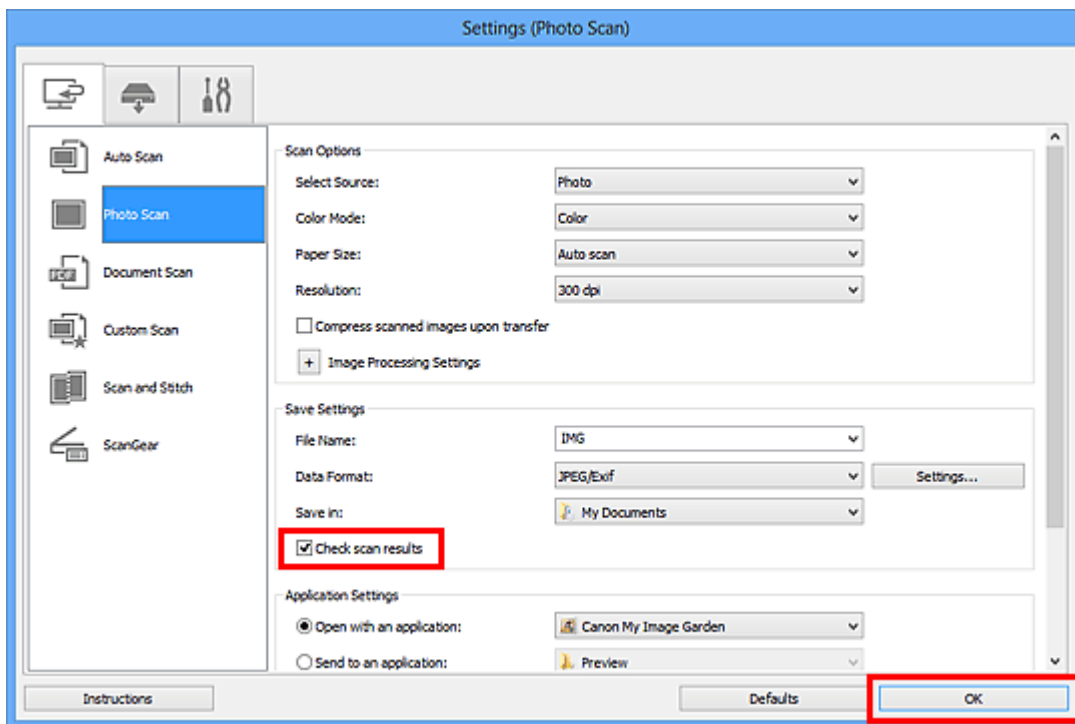 Settings (Photo Scan)
Auto Scan
Photo Scan
Document Scan
Custom Scan
Scan and Stitch
ScanGear
Scan Options
Select Source: Photo
Color Mode: Color
Paper Size: Auto scan
Resolution: 300 dpi
Compress scanned images upon transfer
+ Image Processing Settings
Save Settings
File Name: IMG
Data Format: JPEG/Exif Settings...
Save in: My Documents
Check scan results
Application Settings
Open with an application: Canon My Image Garden
Send to an application: Preview
Instructions Defaults OK